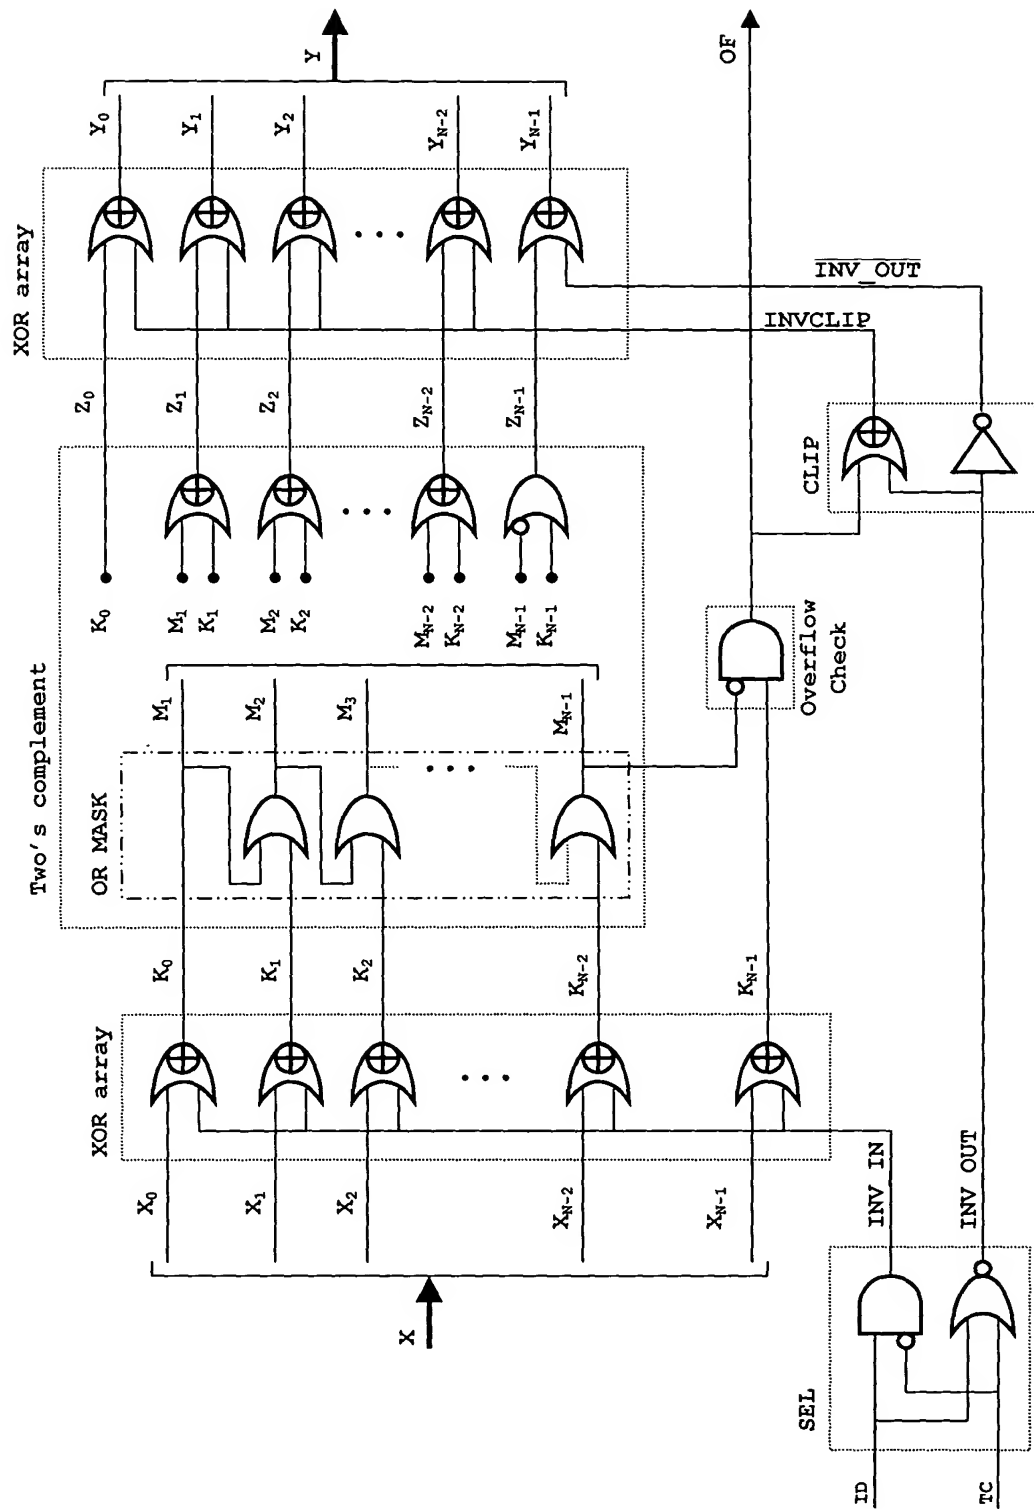 X
X0
X1
X2
XN-2
XN-1
XOR array
K0
K1
K2
KN-2
KN-1
Two's complement
OR MASK
M1
M2
M3
MN-1
K0
M1
K1
M2
K2
MN-2
KN-2
MN-1
KN-1
Z0
Z1
Z2
ZN-2
ZN-1
XOR array
Y0
Y1
Y2
YN-2
YN-1
Y
ID
TC
SEL
INV IN
INV OUT
Overflow
Check
CLIP
INVCLIP
INV_OUT
OF